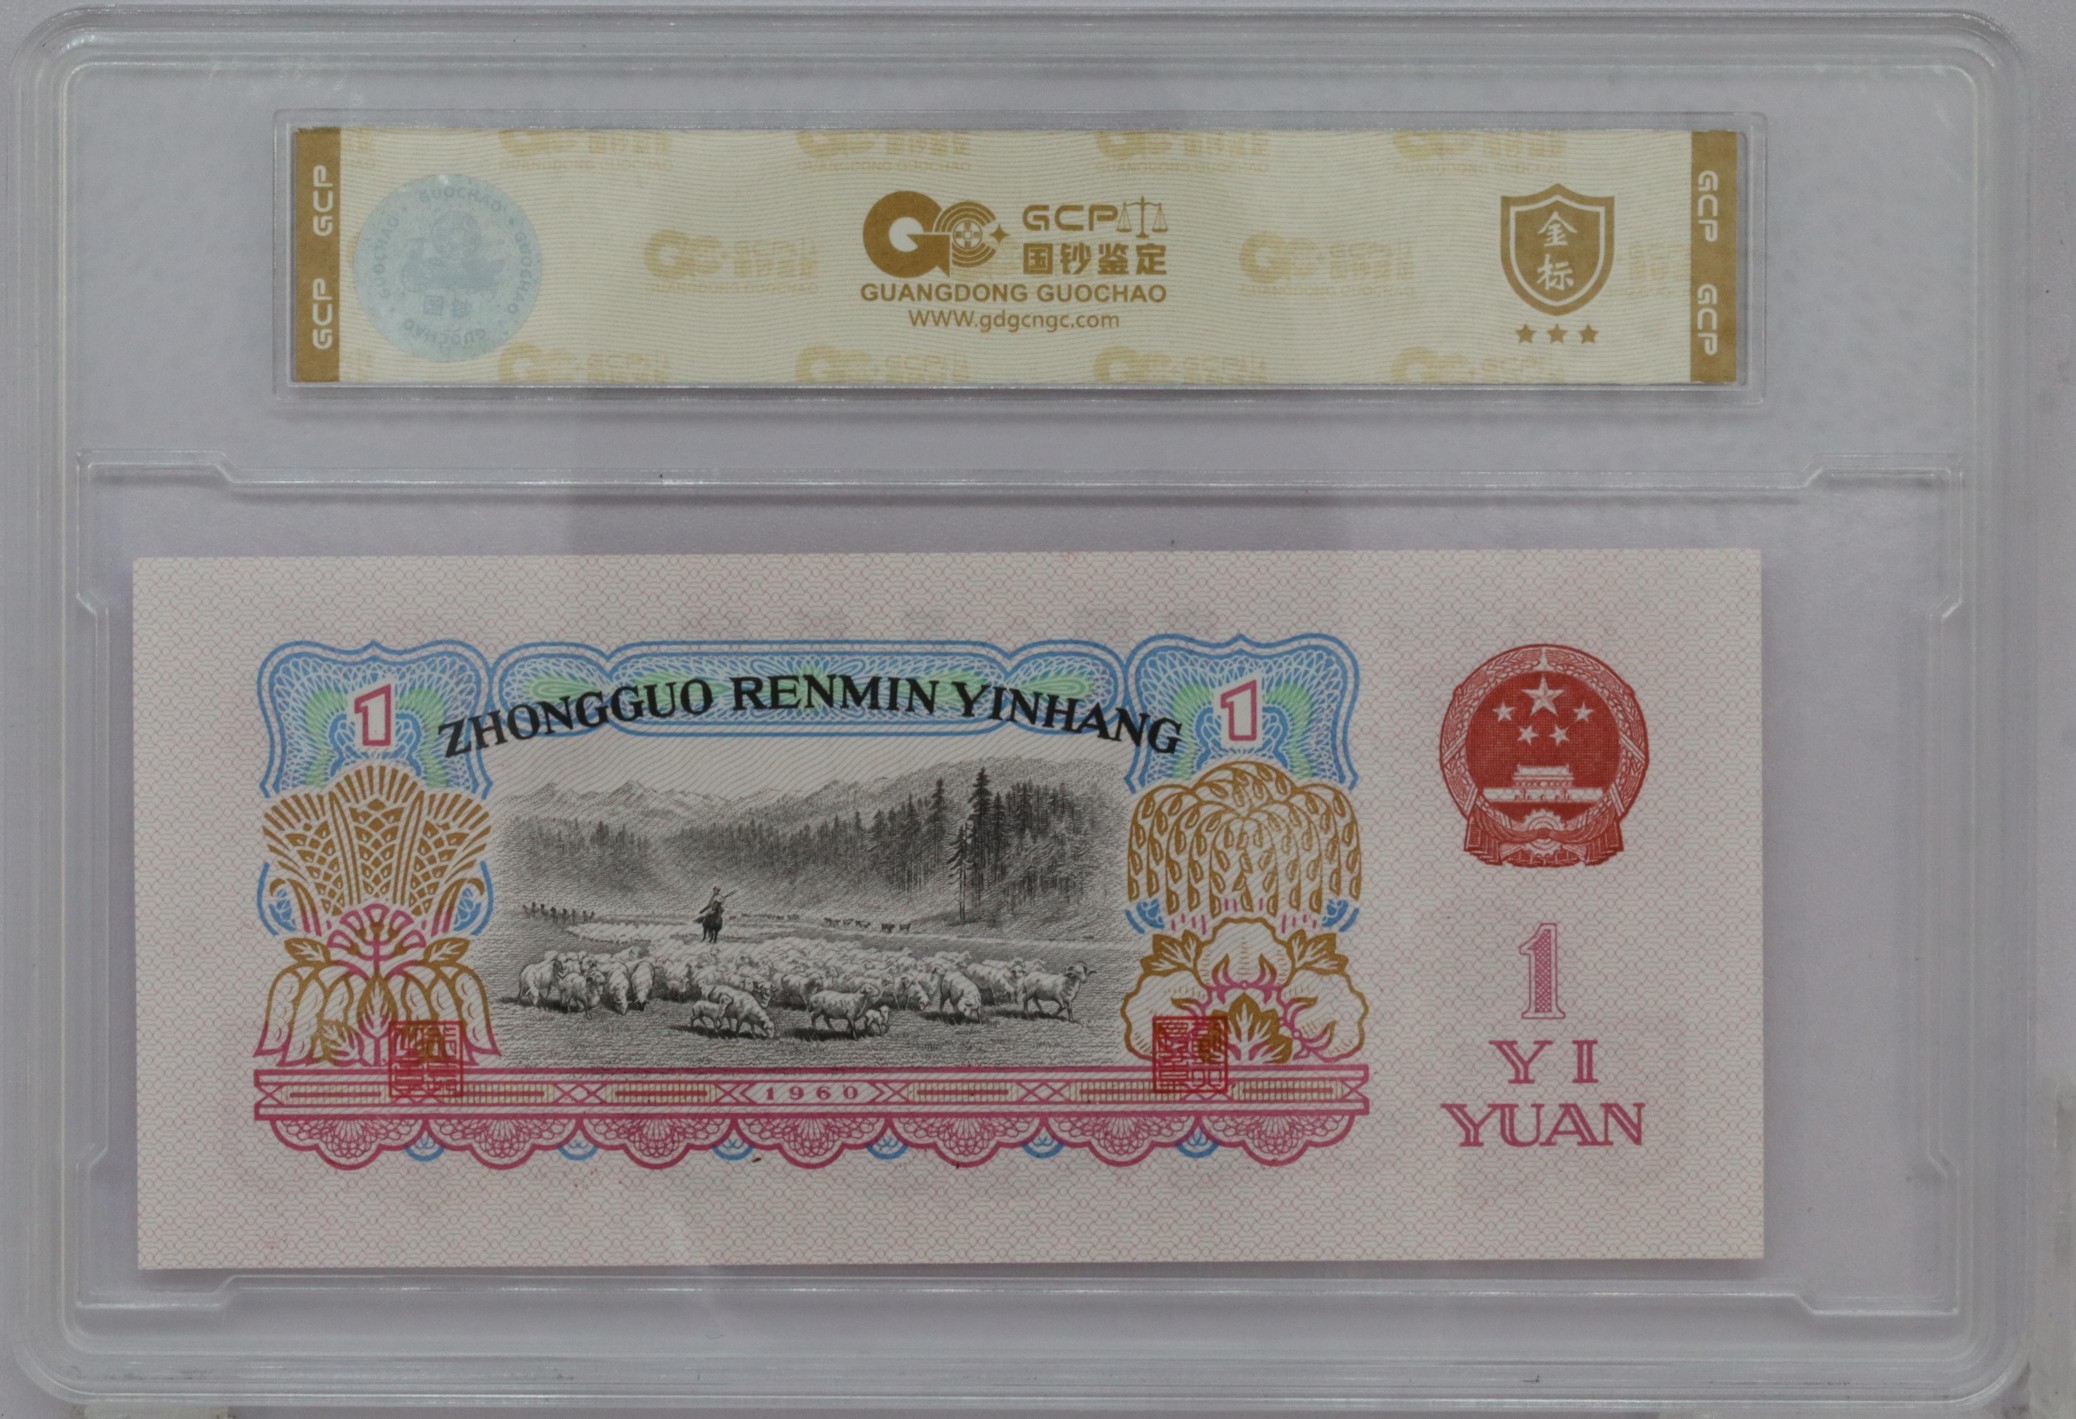 GCP
GCP
GUOCHAO
GCP
国钞鉴定
GUANGDONG GUOCHAO
www.gdgcngc.com
金
标
GCP
GCP
1
ZHONGGUO RENMIN YINHANG
1
1960
1
YI
YUAN